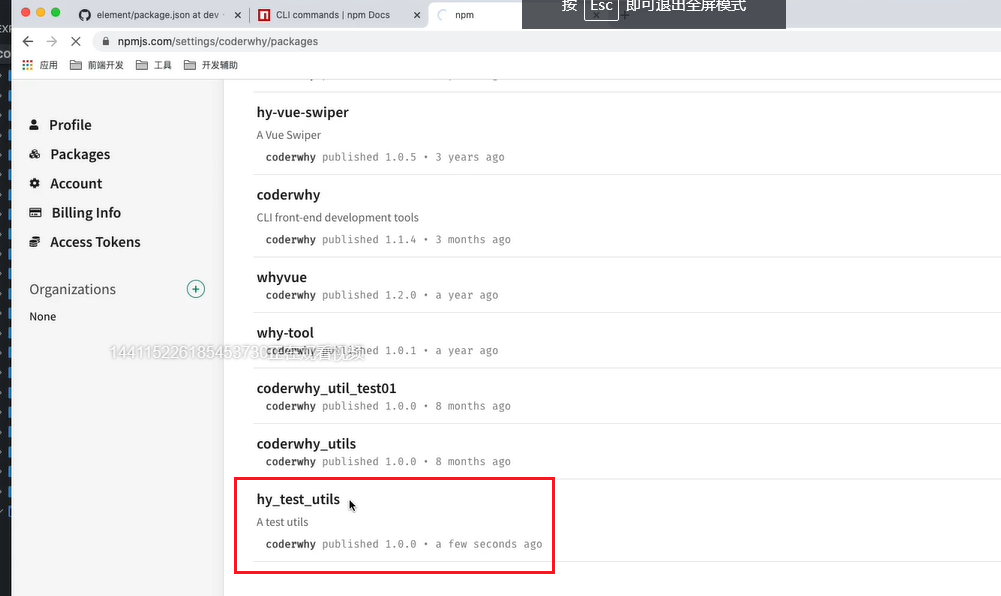 按 Esc 即可退出全屏模式
element/package.json at dev
CLI commands | npm Docs
npm
npmjs.com/settings/coderwhy/packages
应用 前端开发 工具 开发辅助
Profile
Packages
Account
Billing Info
Access Tokens
Organizations
None
hy-vue-swiper
A Vue Swiper
coderwhy published 1.0.5 • 3 years ago
coderwhy
CLI front-end development tools
coderwhy published 1.1.4 • 3 months ago
whyvue
coderwhy published 1.2.0 • a year ago
why-tool
coderwhy published 1.0.1 • a year ago
正在观看视频
coderwhy_util_test01
coderwhy published 1.0.0 • 8 months ago
coderwhy_utils
coderwhy published 1.0.0 • 8 months ago
hy_test_utils
A test utils
coderwhy published 1.0.0 • a few seconds ago